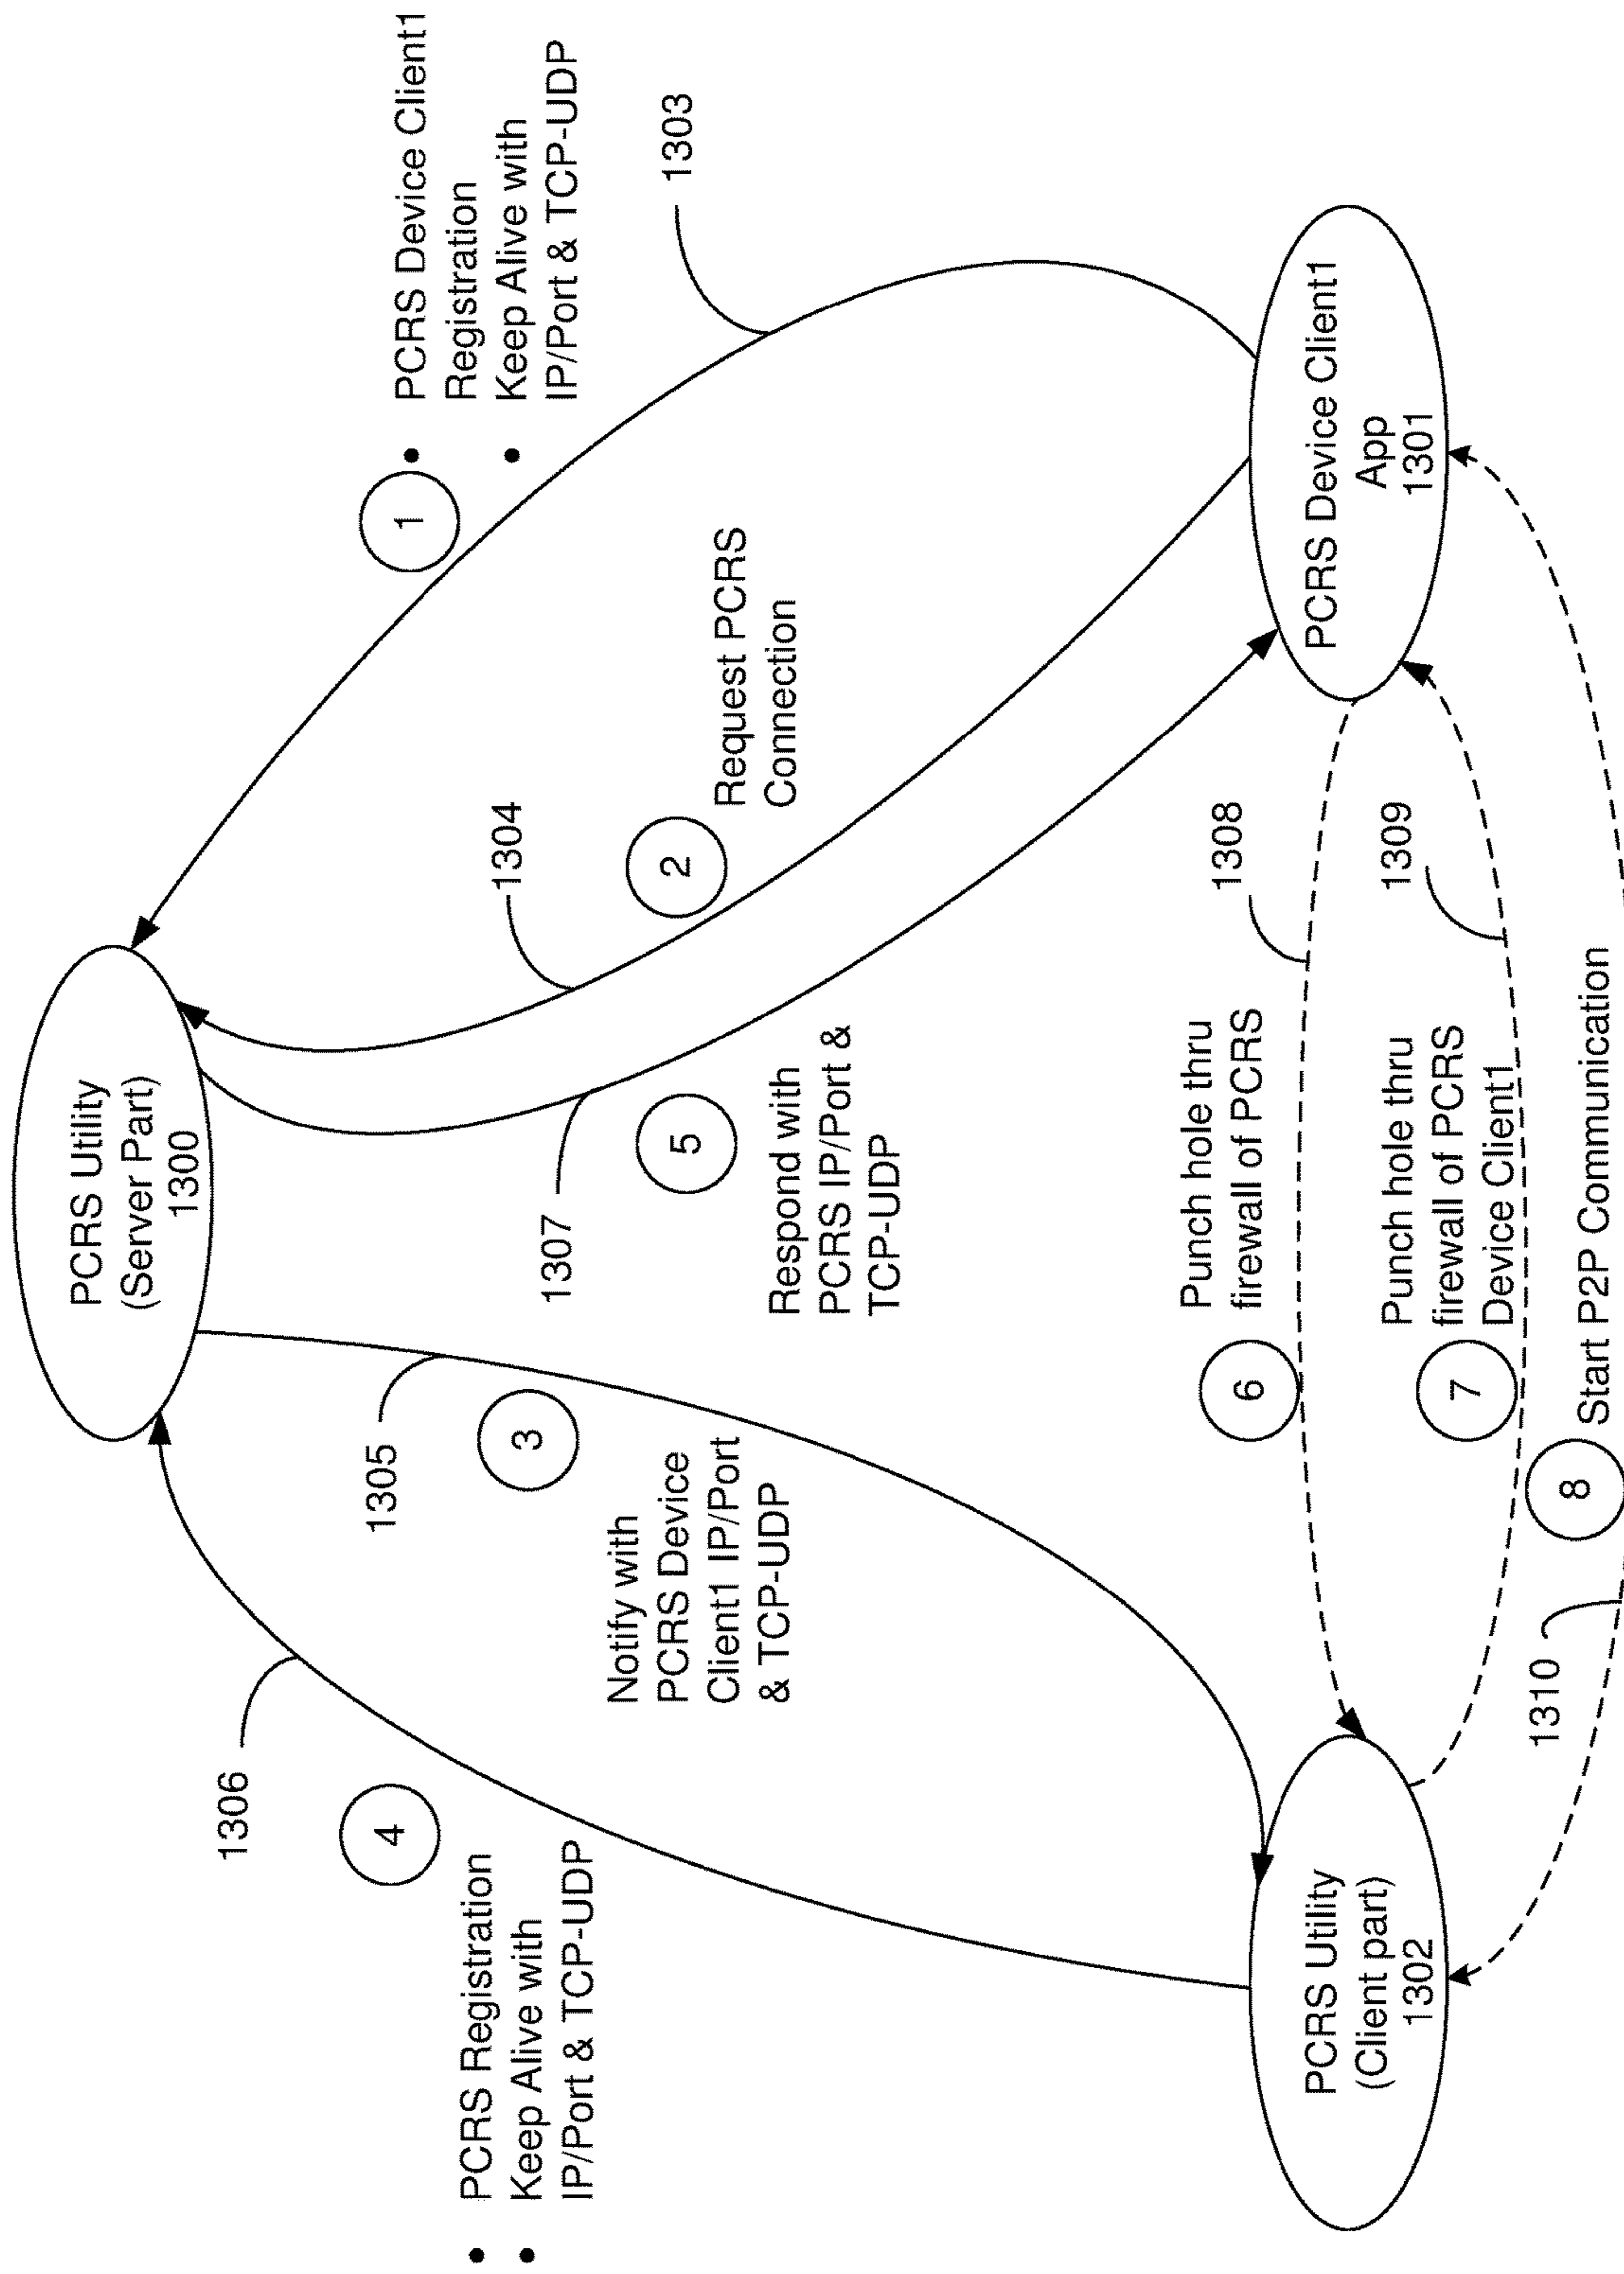 PCRS Utility
(Server Part)
1300
1
• PCRS Device Client1
Registration
• Keep Alive with
IP/Port & TCP-UDP
1303
1304
2
Request PCRS
Connection
1307
5
Respond with
PCRS IP/Port &
TCP-UDP
1305
3
Notify with
PCRS Device
Client1 IP/Port
& TCP-UDP
1306
4
• PCRS Registration
• Keep Alive with
IP/Port & TCP-UDP
PCRS Utility
(Client part)
1302
PCRS Device Client1
App
1301
1308
6
Punch hole thru
firewall of PCRS
1309
7
Punch hole thru
firewall of PCRS
Device Client1
1310
8
Start P2P Communication